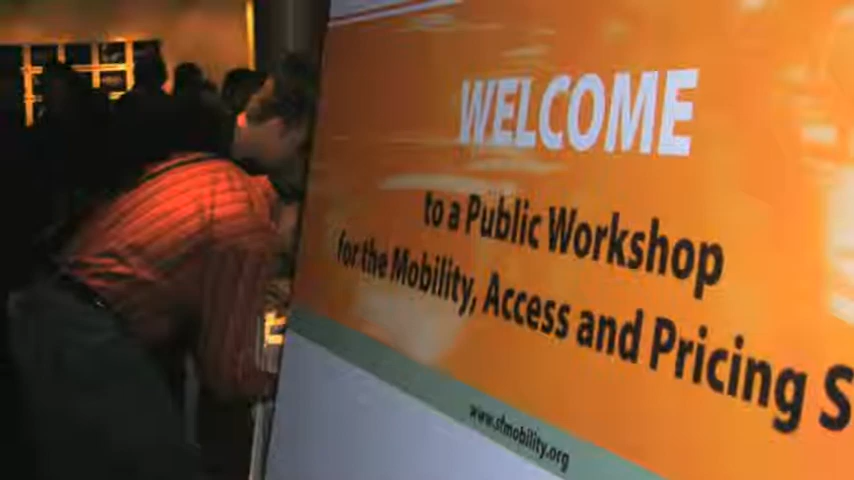 WELCOME
to a Public Workshop
for the Mobility, Access and Pricing S
www.sfmobility.org